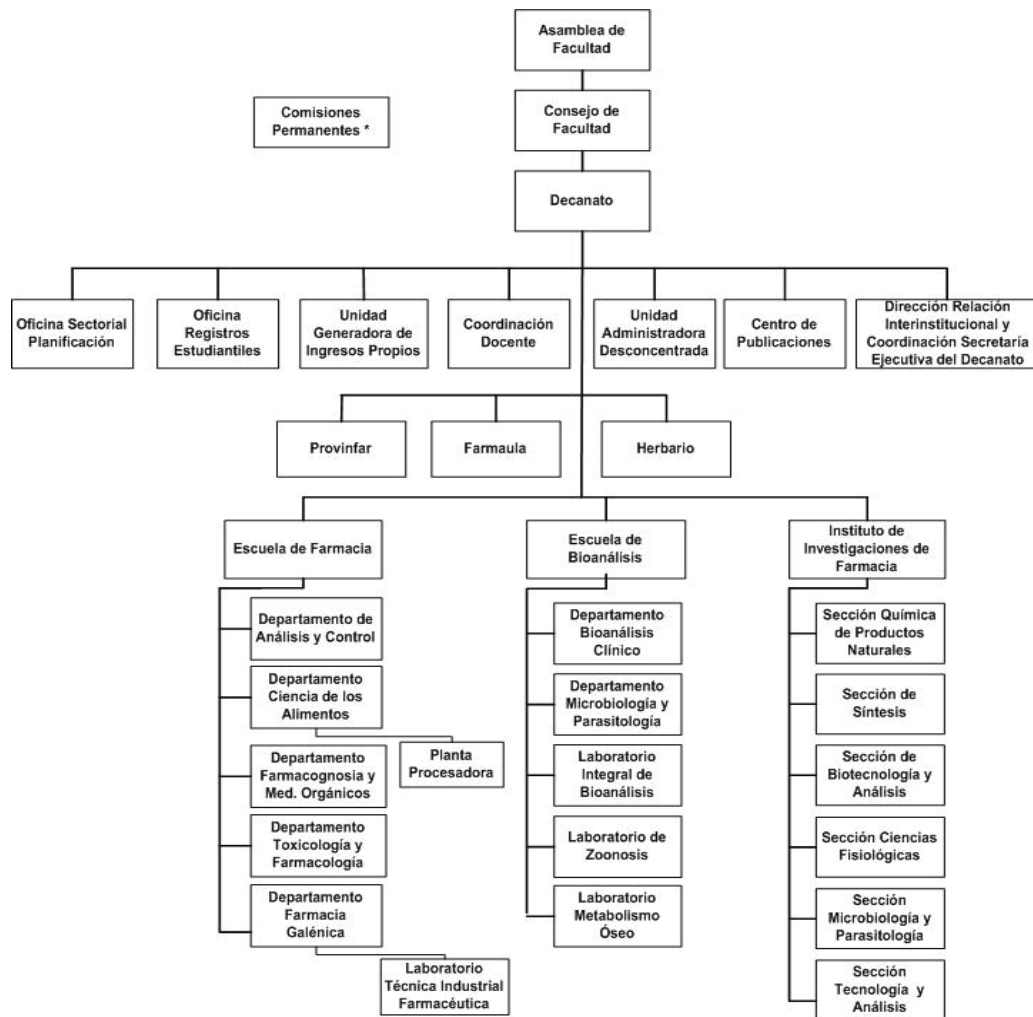 Asamblea de
Facultad
Comisiones
Permanentes *
Consejo de
Facultad
Decanato
Oficina Sectorial
Planificación
Oficina
Registros
Estudiantiles
Unidad
Generadora de
Ingresos Propios
Coordinación
Docente
Unidad
Administradora
Desconcentrada
Centro de
Publicaciones
Dirección Relación
Interinstitucional y
Coordinación Secretaría
Ejecutiva del Decanato
Provinfar
Farmaula
Herbario
Escuela de Farmacia
Departamento de
Análisis y Control
Departamento
Ciencia de los
Alimentos
Planta
Procesadora
Departamento
Farmacognosia y
Med. Orgánicos
Departamento
Toxicología y
Farmacología
Departamento
Farmacia
Galénica
Laboratorio
Técnica Industrial
Farmacéutica
Escuela de
Bioanálisis
Departamento
Bioanálisis
Clínico
Departamento
Microbiología y
Parasitología
Laboratorio
Integral de
Bioanálisis
Laboratorio de
Zoonosis
Laboratorio
Metabolismo
Óseo
Instituto de
Investigaciones de
Farmacia
Sección Química
de Productos
Naturales
Sección de
Síntesis
Sección de
Biotecnología y
Análisis
Sección Ciencias
Fisiológicas
Sección
Microbiología y
Parasitología
Sección
Tecnología y
Análisis